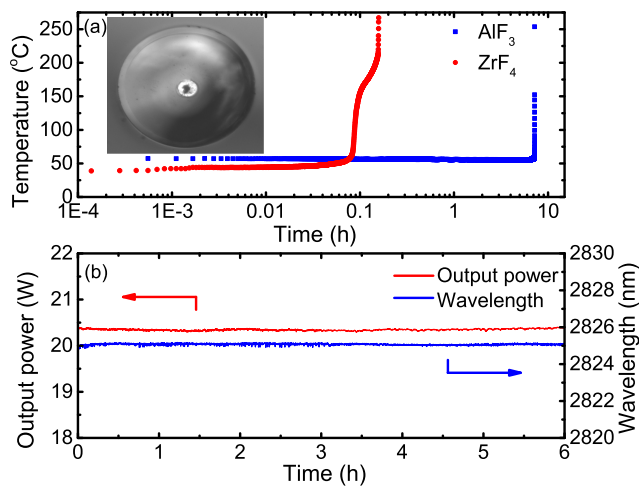 (a)
AlF₃
ZrF₄
Temperature (°C)
250
200
150
100
50
0
1E-4 1E-3 0.01 0.1 1 10
Time (h)
(b)
Output power
Wavelength
Output power (W)
22
21
20
19
18
2830
2828
2826
2824
2822
2820
Wavelength (nm)
0 1 2 3 4 5 6
Time (h)